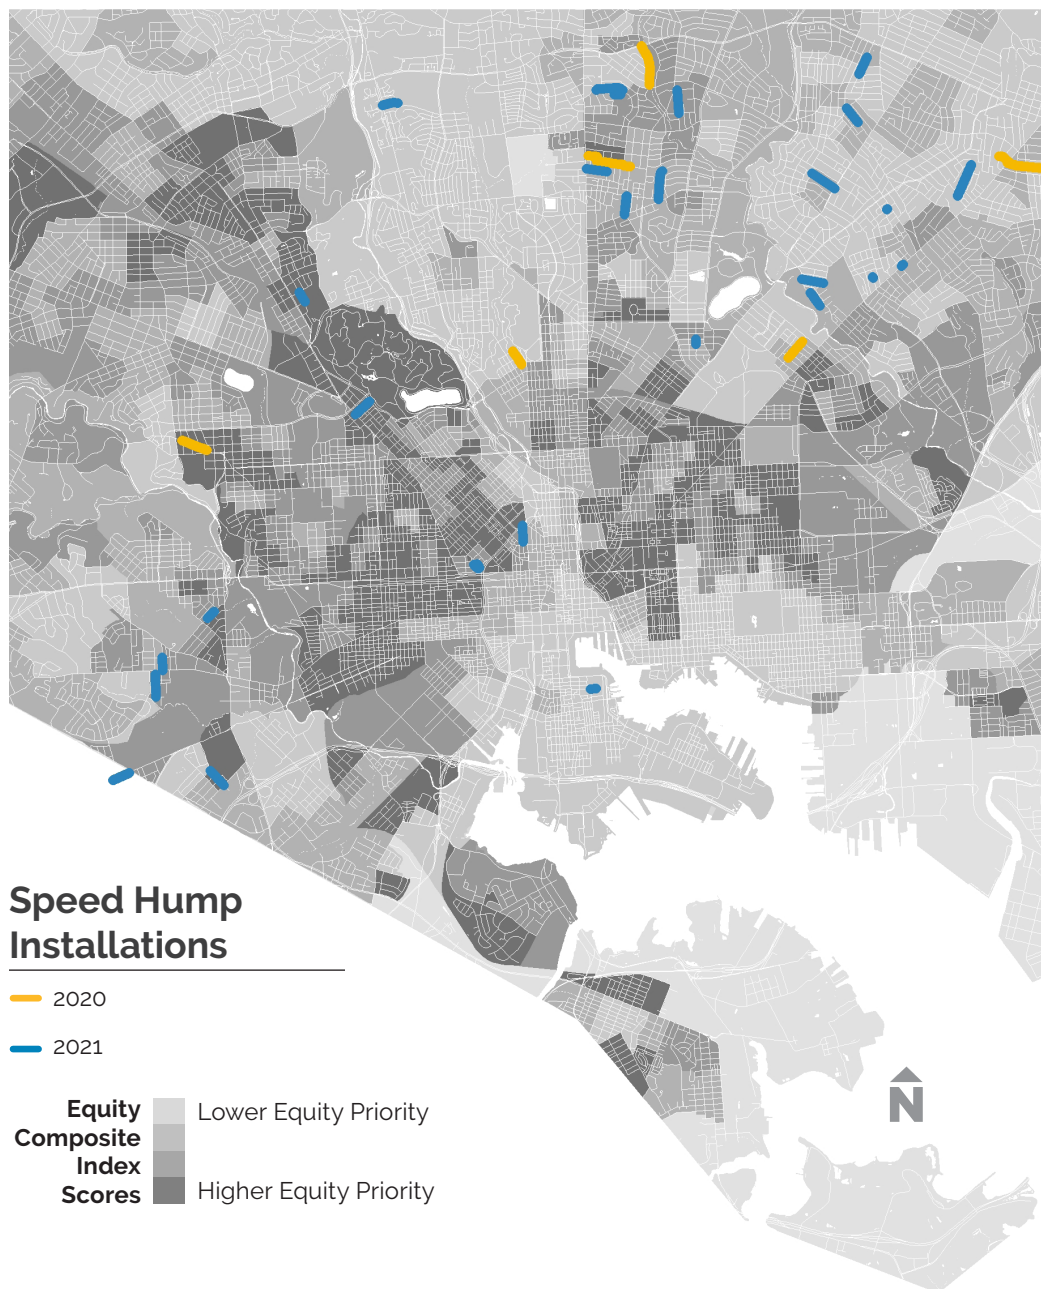 Speed Hump
Installations
2020
2021
Equity
Composite
Index
Scores
Lower Equity Priority
Higher Equity Priority
N